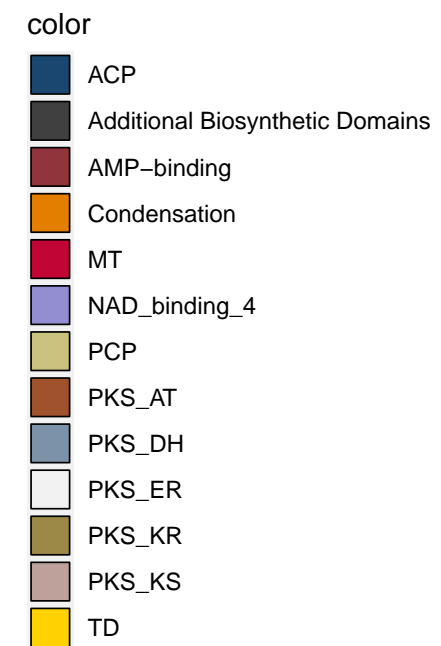 color
ACP
Additional Biosynthetic Domains
AMP−binding
Condensation
MT
NAD_binding_4
PCP
PKS_AT
PKS_DH
PKS_ER
PKS_KR
PKS_KS
TD